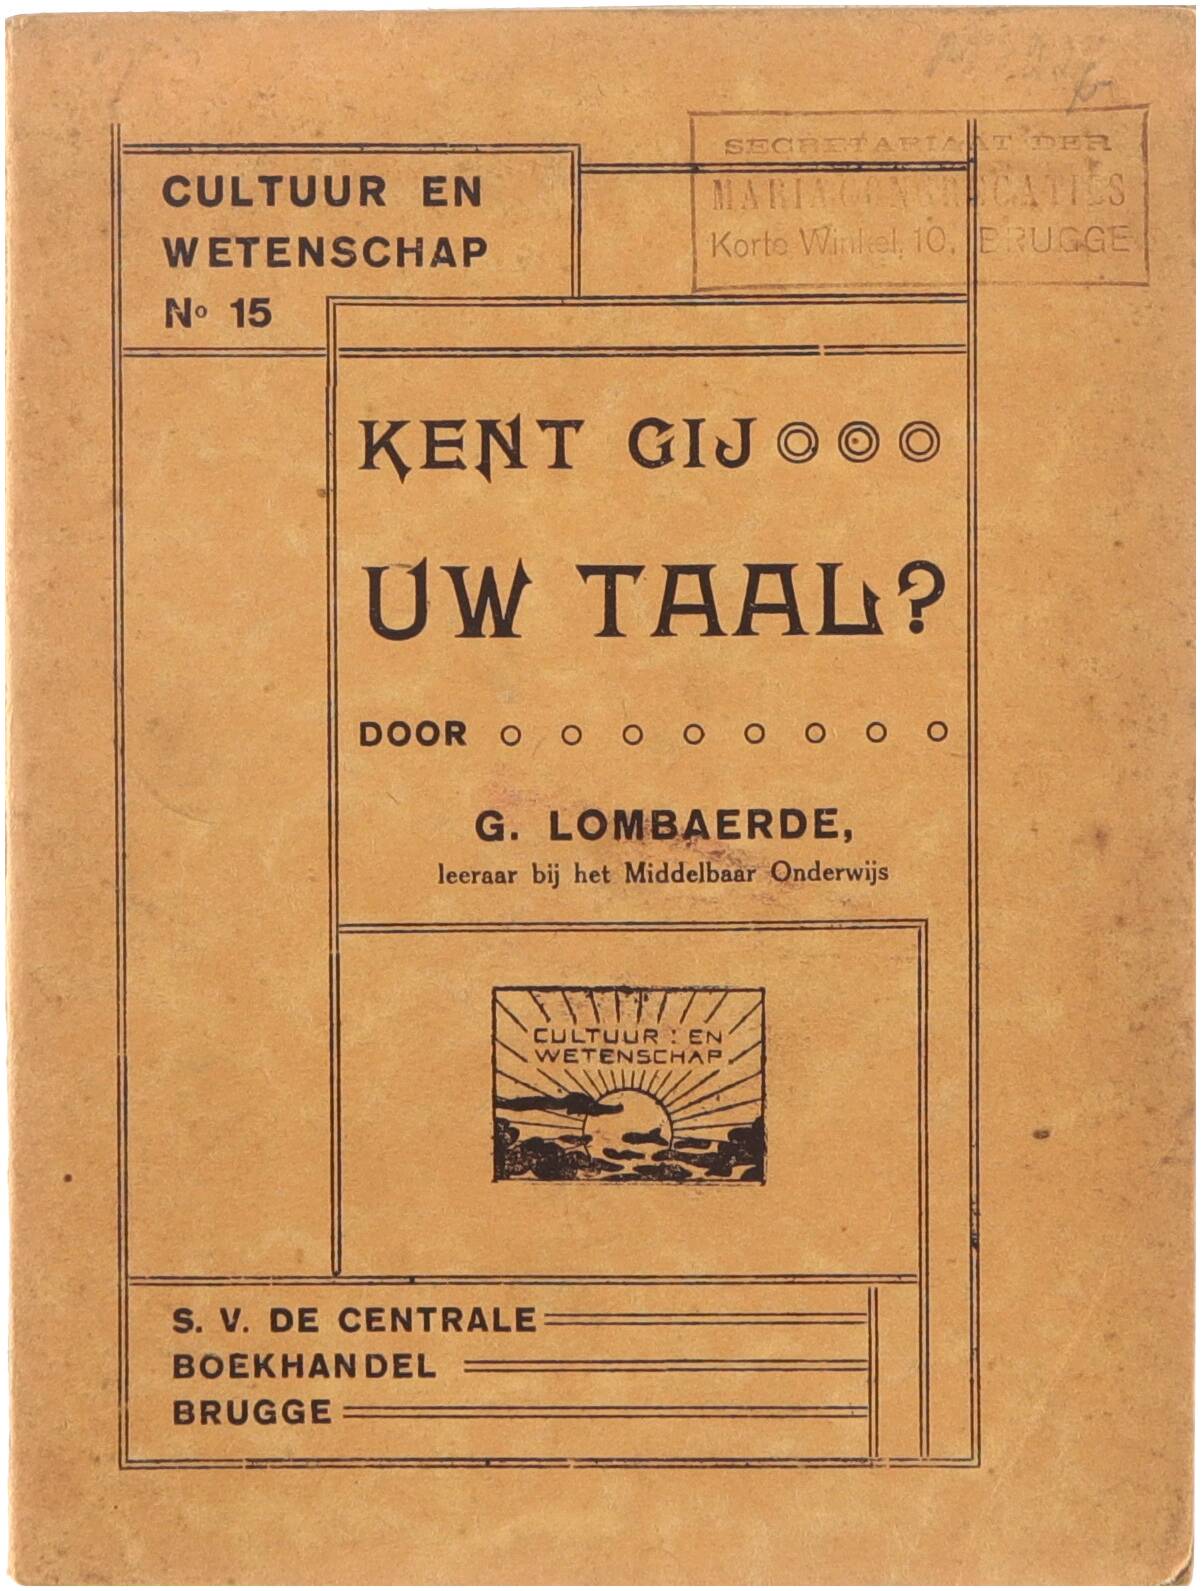 SECRETARIAAT DER
MARIACONGREGATIES
Korte Winkel, 10, BRUGGE
CULTUUR EN
WETENSCHAP
No 15
KENT GIJ
UW TAAL?
DOOR
G. LOMBAERDE,
leeraar bij het Middelbaar Onderwijs
CULTUUR : EN
WETENSCHAP.
S. V. DE CENTRALE
BOEKHANDEL
BRUGGE